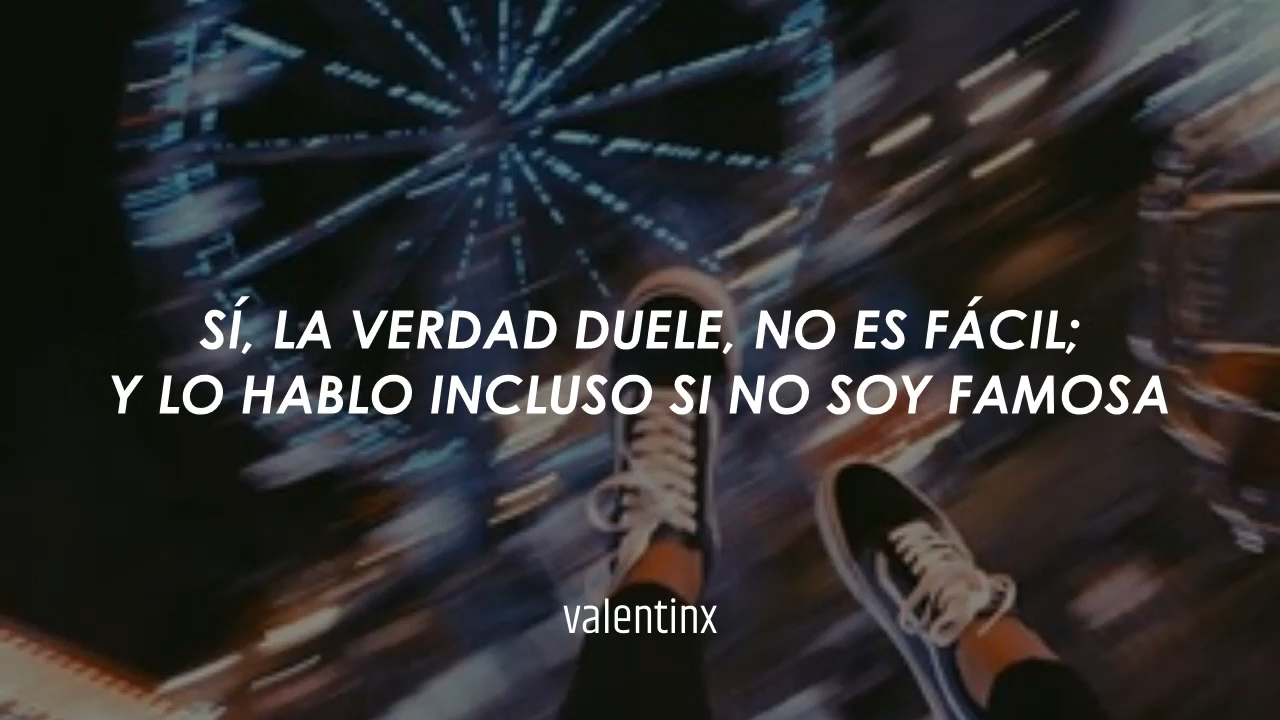 SÍ, LA VERDAD DUELE, NO ES FÁCIL;
Y LO HABLO INCLUSO SI NO SOY FAMOSA
valentinx